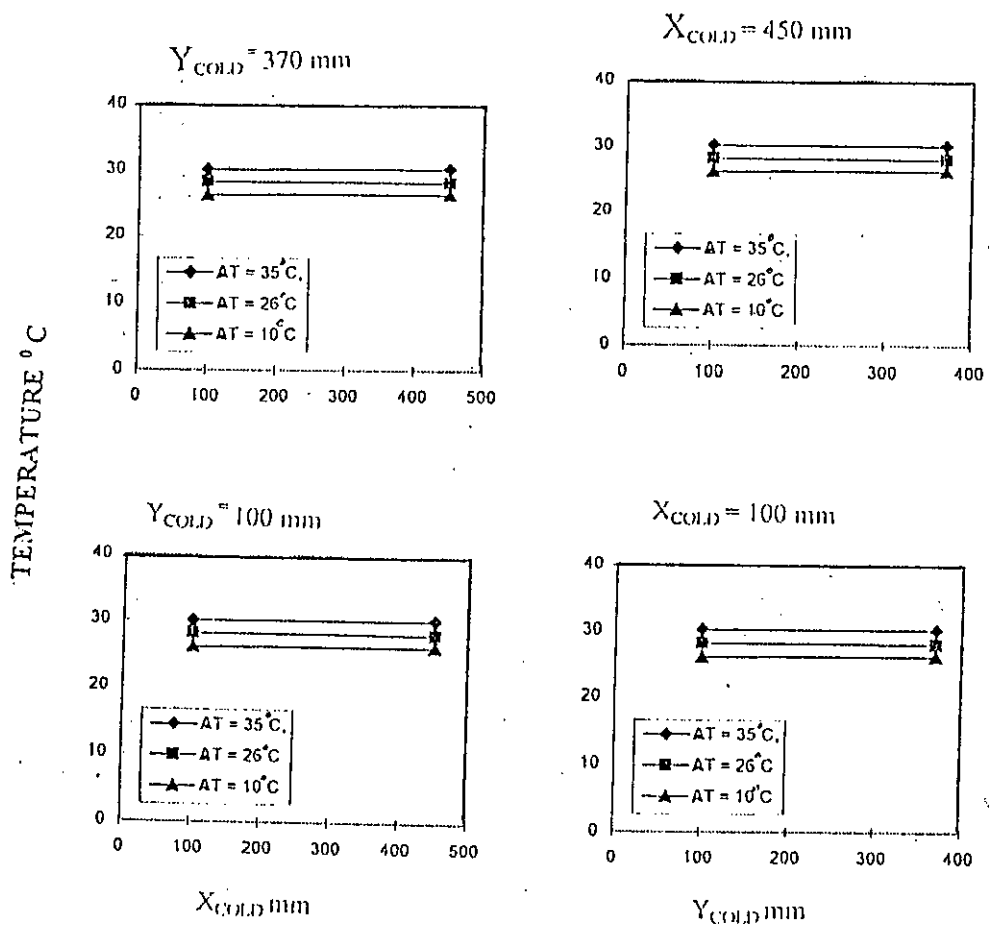 TEMPERATURE ⁰ C
Y_COLD = 370 mm
40
30
20
10
0
AT = 35°C,
AT = 26°C
AT = 10°C
0 100 200 300 400 500
X_COLD = 450 mm
40
30
20
10
0
AT = 35°C,
AT = 26°C
AT = 10°C
0 100 200 300 400
Y_COLD = 100 mm
40
30
20
10
0
AT = 35°C,
AT = 26°C
AT = 10°C
0 100 200 300 400 500
X_COLD mm
X_COLD = 100 mm
40
30
20
10
0
AT = 35°C,
AT = 26°C
AT = 10°C
0 100 200 300 400
Y_COLD mm